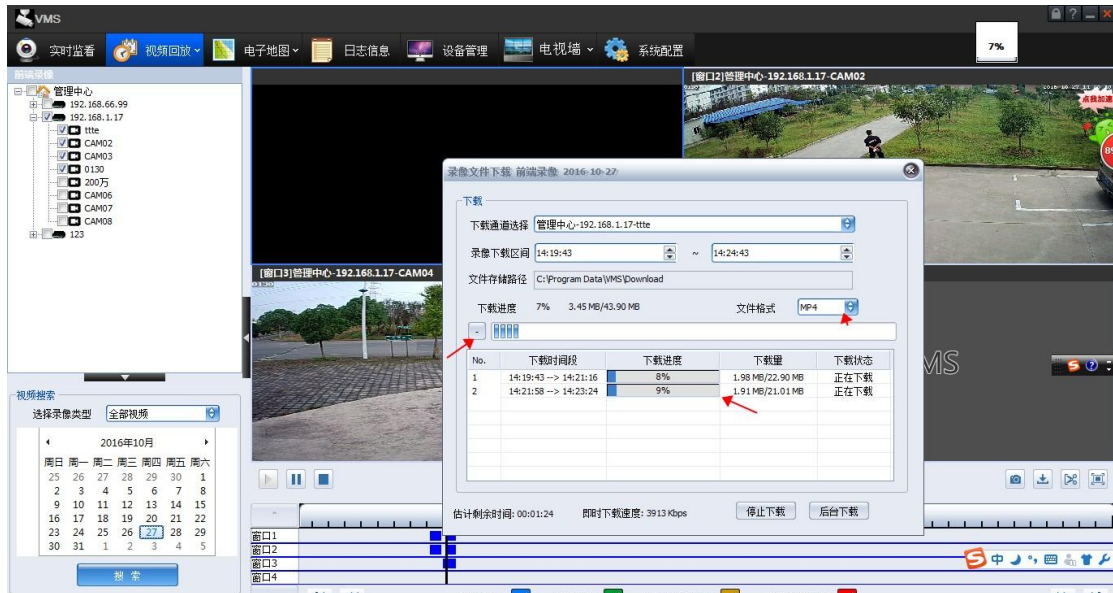 VMS
实时监看 视频回放 电子地图 日志信息 设备管理 电视墙 系统配置
7%
前端录像
管理中心
192.168.66.99
192.168.1.17
ttte
CAM02
CAM03
0130
200万
CAM06
CAM07
CAM08
123
[窗口2]管理中心-192.168.1.17-CAM02
点我加速
[窗口3]管理中心-192.168.1.17-CAM04
录像文件下载 前端录像 2016-10-27
下载
下载通道选择 管理中心-192.168.1.17-ttte
录像下载区间 14:19:43 ~ 14:24:43
文件存储路径 C:\Program Data\VMS\Download
下载进度 7% 3.45 MB/43.90 MB 文件格式 MP4
-
No. 下载时间段 下载进度 下载量 下载状态
1 14:19:43 --> 14:21:16 8% 1.98 MB/22.90 MB 正在下载
2 14:21:58 --> 14:23:24 9% 1.91 MB/21.01 MB 正在下载
估计剩余时间: 00:01:24 即时下载速度: 3913 Kbps 停止下载 后台下载
VMS
视频搜索
选择录像类型 全部视频
2016年10月
周日 周一 周二 周三 周四 周五 周六
25 26 27 28 29 30 1
2 3 4 5 6 7 8
9 10 11 12 13 14 15
16 17 18 19 20 21 22
23 24 25 26 27 28 29
30 31 1 2 3 4 5
搜 索
窗口1
窗口2
窗口3
窗口4
中